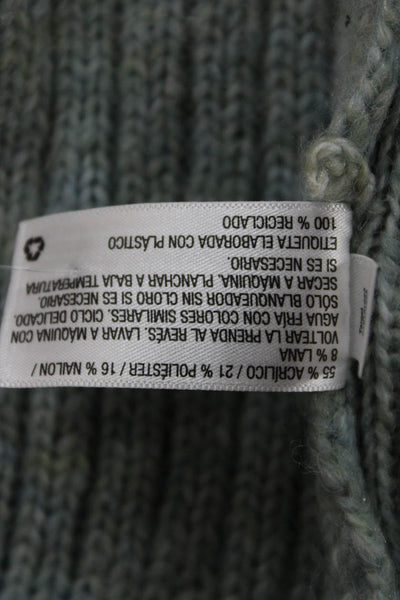 55 % ACRÍLICO / 21 % POLIÉSTER / 16 % NAILON /
8 % LANA
VOLTEAR LA PRENDA AL REVÉS. LAVAR A MÁQUINA CON
AGUA FRÍA CON COLORES SIMILARES. CICLO DELICADO.
SÓLO BLANQUEADOR SIN CLORO SI ES NECESARIO.
SECAR A MÁQUINA, PLANCHAR A BAJA TEMPERATURA
SI ES NECESARIO.
ETIQUETA ELABORADA CON PLÁSTICO
100 % RECICLADO